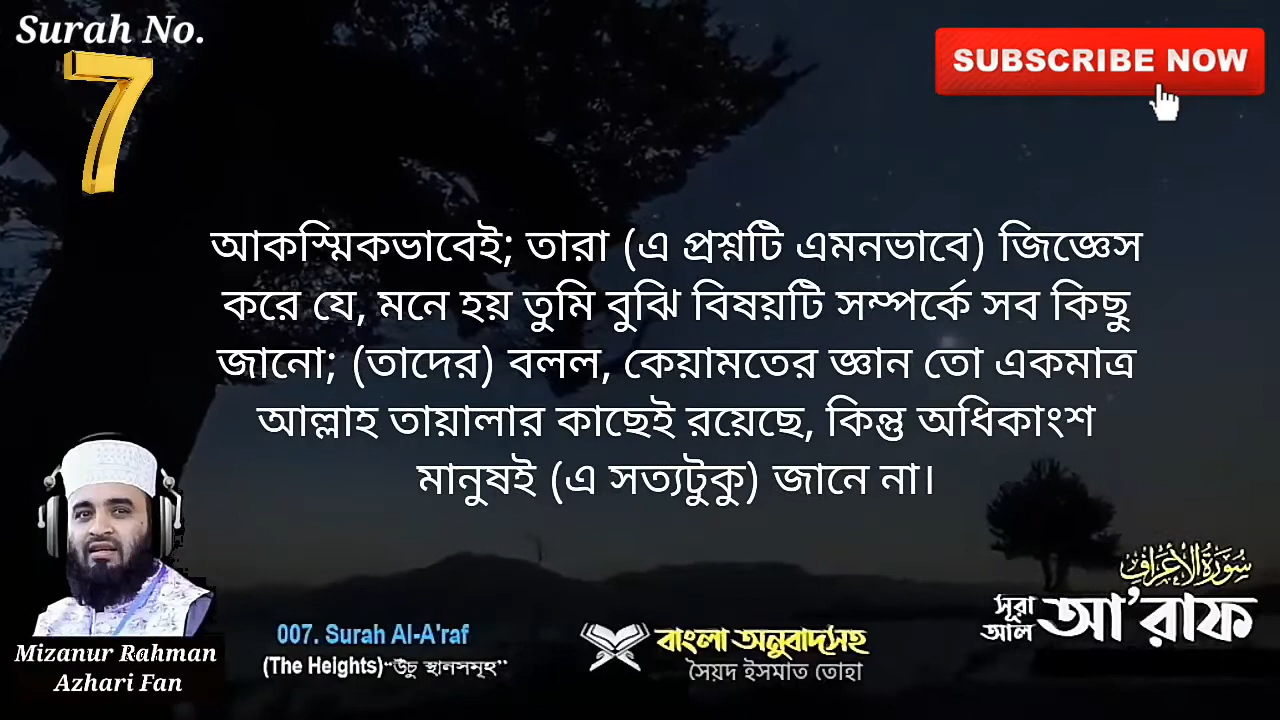 Surah No.
7
SUBSCRIBE NOW
আকস্মিকভাবেই; তারা (এ প্রশ্নটি এমনভাবে) জিজ্ঞেস
করে যে, মনে হয় তুমি বুঝি বিষয়টি সম্পর্কে সব কিছু
জানো; (তাদের) বলল, কেয়ামতের জ্ঞান তো একমাত্র
আল্লাহ তায়ালার কাছেই রয়েছে, কিন্তু অধিকাংশ
মানুষই (এ সত্যটুকু) জানে না।
سورة الأعراف
সূরা
আল আ'রাফ
007. Surah Al-A'raf
(The Heights)“উচু স্থানসমূহ”
বাংলা অনুবাদসহ
সৈয়দ ইসমাত তোহা
Mizanur Rahman
Azhari Fan